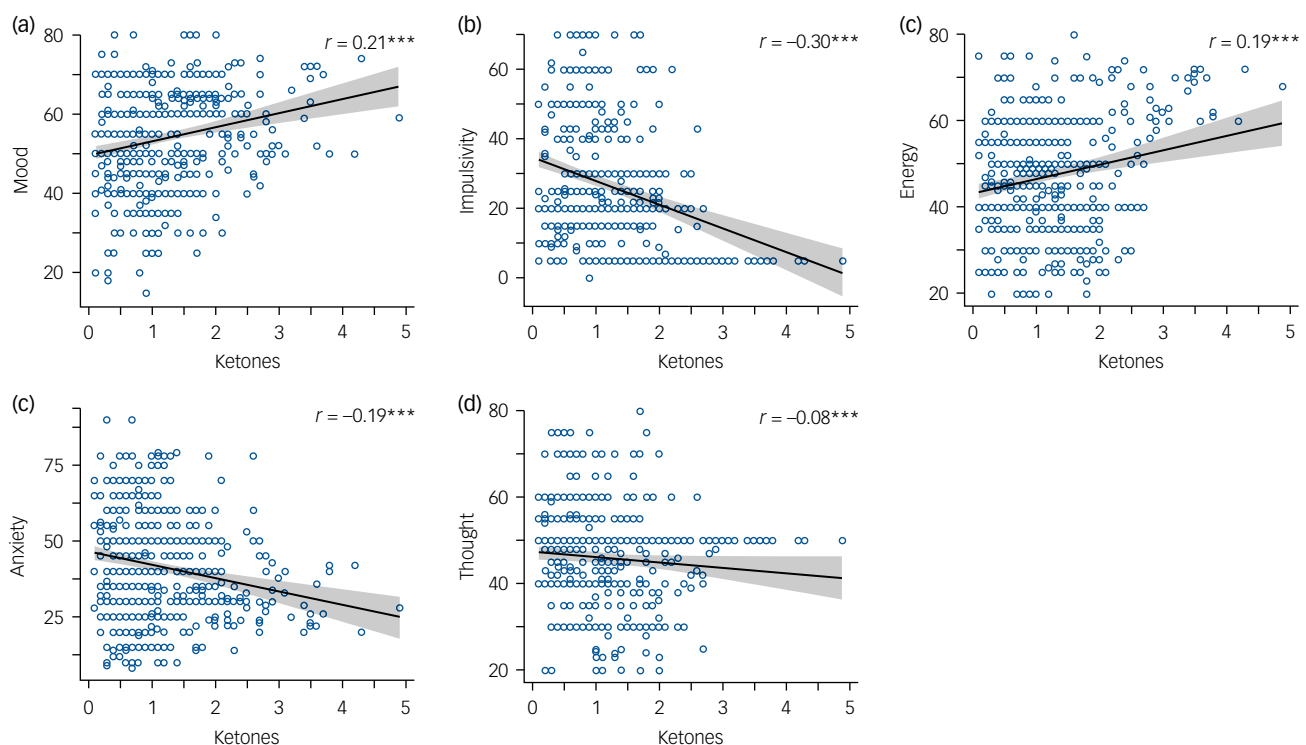 (a)
r = 0.21***
80
60
40
20
Mood
0 1 2 3 4 5
Ketones
(b)
r = –0.30***
60
40
20
0
Impulsivity
0 1 2 3 4 5
Ketones
(c)
r = 0.19***
80
60
40
20
Energy
0 1 2 3 4 5
Ketones
(c)
r = –0.19***
75
50
25
Anxiety
0 1 2 3 4 5
Ketones
(d)
r = –0.08***
80
60
40
20
Thought
0 1 2 3 4 5
Ketones